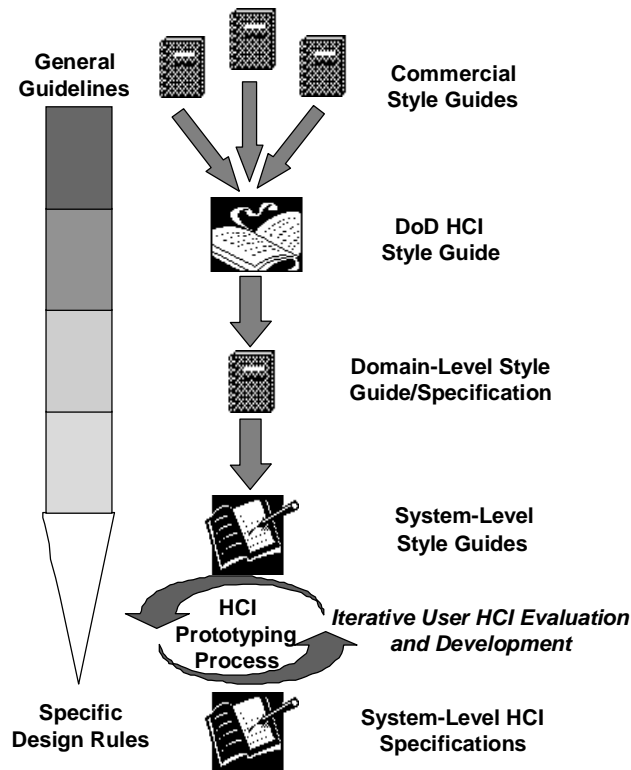 General
Guidelines
Commercial
Style Guides
DoD HCI
Style Guide
Domain-Level Style
Guide/Specification
System-Level
Style Guides
HCI
Prototyping
Process
Iterative User HCI Evaluation
and Development
Specific
Design Rules
System-Level HCI
Specifications